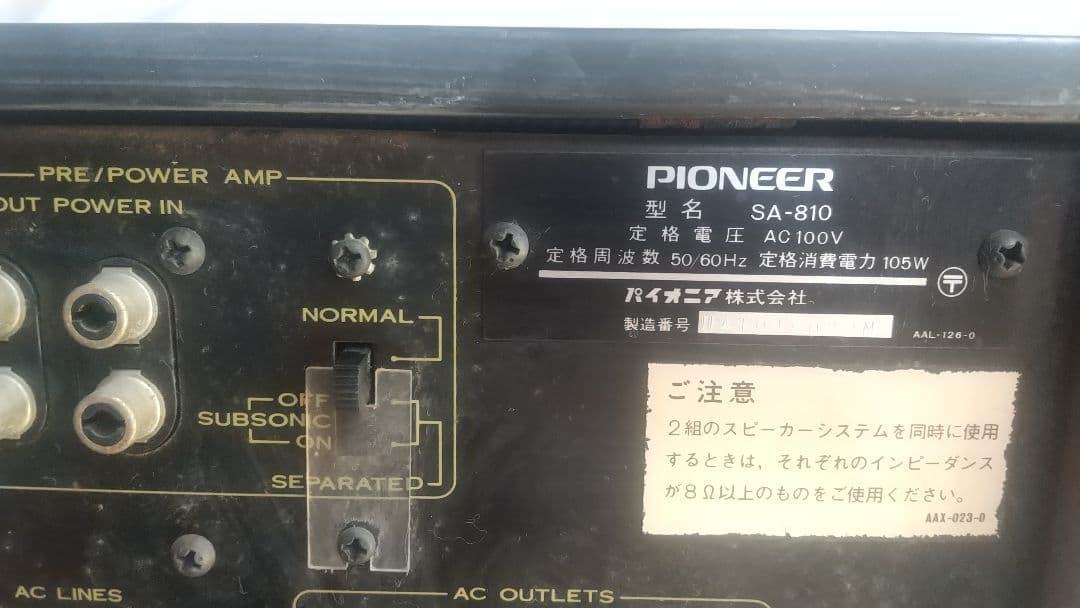 PRE/POWER AMP
OUT POWER IN
NORMAL
OFF
SUBSONIC
ON
SEPARATED
AC LINES
AC OUTLETS
PIONEER
型名 SA-810
定格電圧 AC100V
定格周波数 50/60Hz 定格消費電力 105W
パイオニア株式会社
製造番号
AAL-126-0
ご注意
2組のスピーカーシステムを同時に使用
するときは、それぞれのインピーダンス
が8Ω以上のものをご使用ください。
AAX-023-0